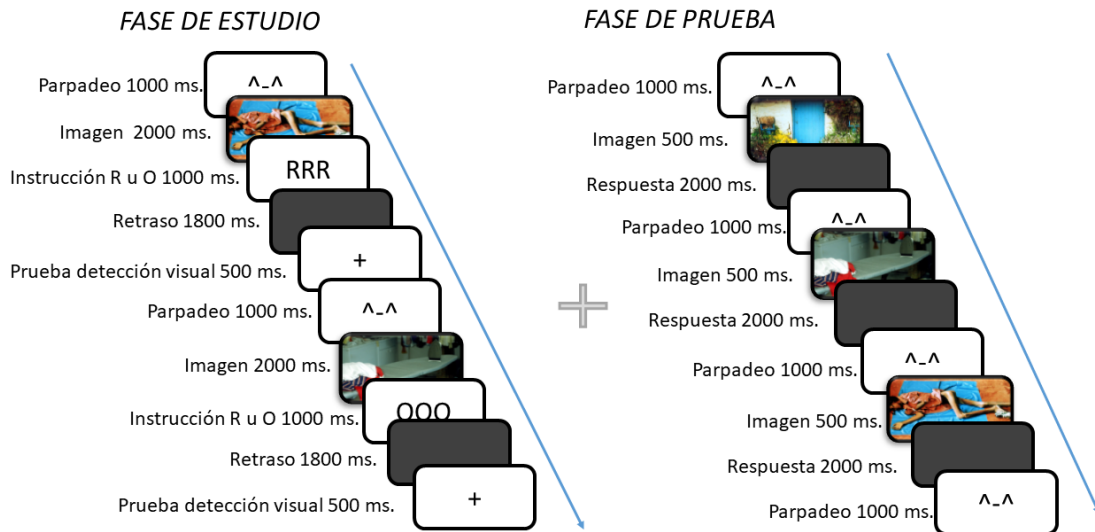 FASE DE ESTUDIO
Parpadeo 1000 ms.
^-^
Imagen 2000 ms.
Instrucción R u O 1000 ms.
RRR
Retraso 1800 ms.
Prueba detección visual 500 ms.
+
Parpadeo 1000 ms.
^-^
Imagen 2000 ms.
Instrucción R u O 1000 ms.
OOO
Retraso 1800 ms.
Prueba detección visual 500 ms.
+
FASE DE PRUEBA
Parpadeo 1000 ms.
^-^
Imagen 500 ms.
Respuesta 2000 ms.
Parpadeo 1000 ms.
^-^
Imagen 500 ms.
Respuesta 2000 ms.
Parpadeo 1000 ms.
^-^
Imagen 500 ms.
Respuesta 2000 ms.
Parpadeo 1000 ms.
^-^